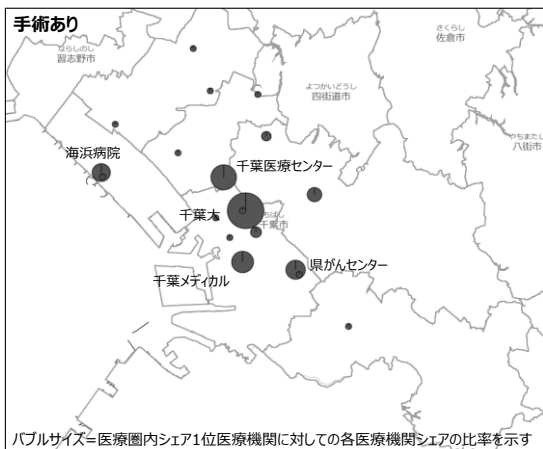 手術あり
さくらし
佐倉市
ならしのし
習志野市
よつかいどうし
四街道市
やちまたし
八街市
海浜病院
千葉医療センター
千葉大
ちばし
千葉市
県がんセンター
千葉メディカル
バブルサイズ=医療圏内シェア1位医療機関に対しての各医療機関シェアの比率を示す